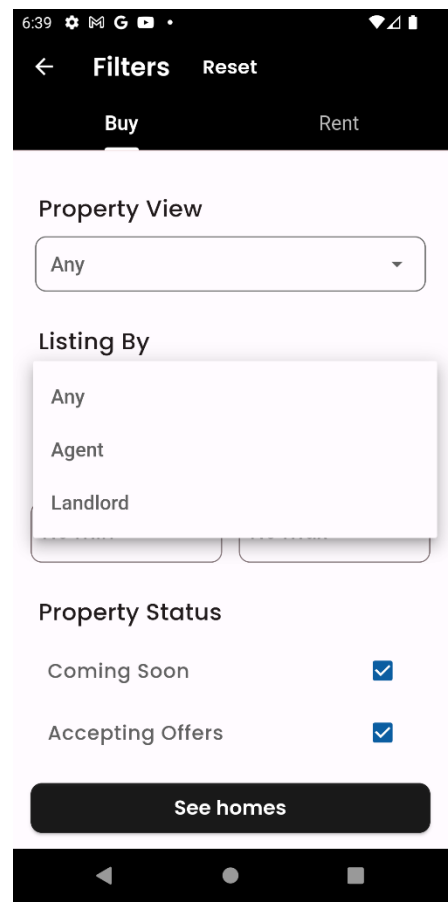 6:39
Filters Reset
Buy Rent
Property View
Any
Listing By
Any
Agent
Landlord
Property Status
Coming Soon
Accepting Offers
See homes